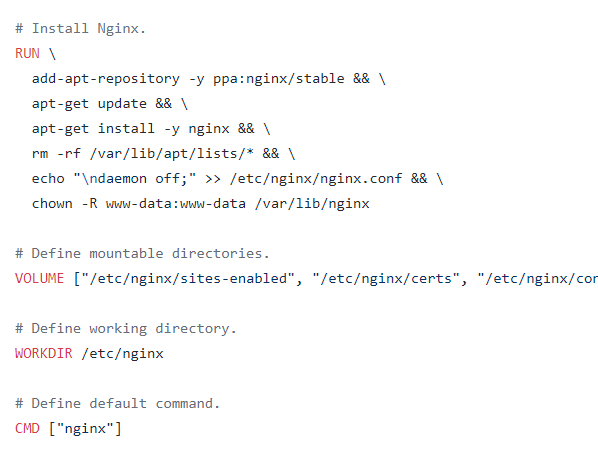 # Install Nginx.
RUN \
  add-apt-repository -y ppa:nginx/stable && \
  apt-get update && \
  apt-get install -y nginx && \
  rm -rf /var/lib/apt/lists/* && \
  echo "\ndaemon off;" >> /etc/nginx/nginx.conf && \
  chown -R www-data:www-data /var/lib/nginx
# Define mountable directories.
VOLUME ["/etc/nginx/sites-enabled", "/etc/nginx/certs", "/etc/nginx/cor
# Define working directory.
WORKDIR /etc/nginx
# Define default command.
CMD ["nginx"]